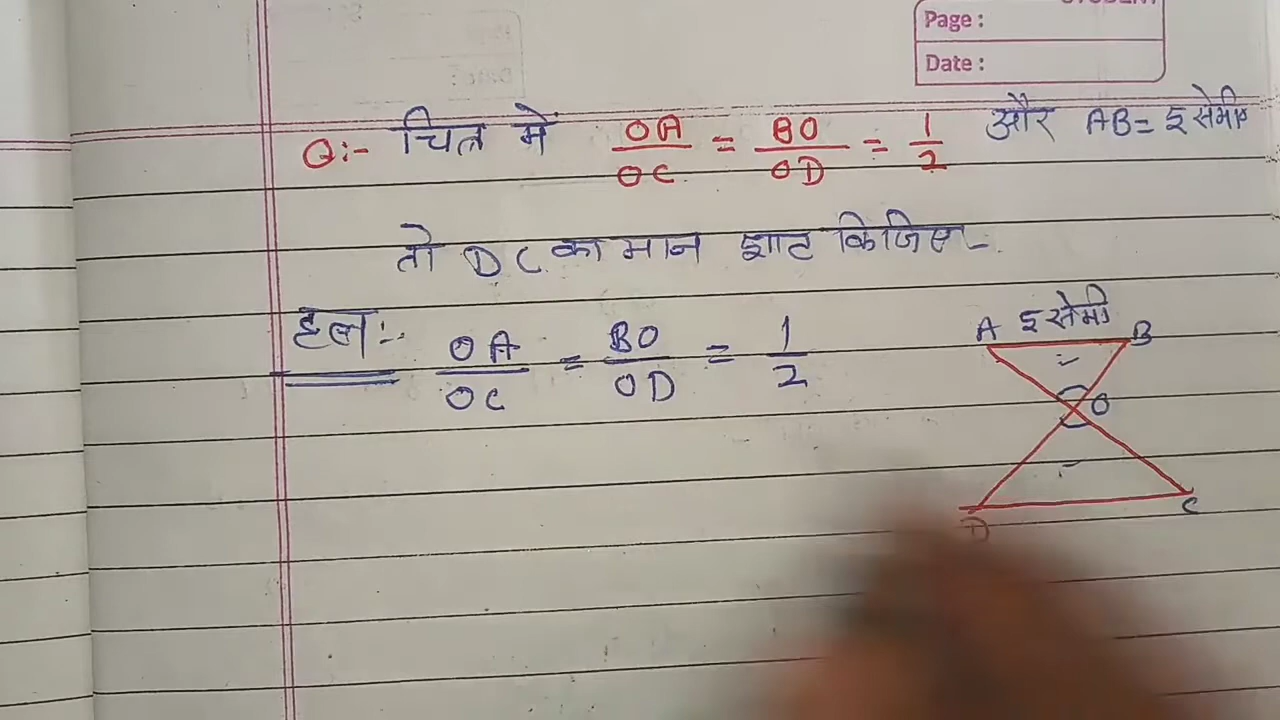 Page :
Date :
Q:- चित्र में OA/OC = BO/OD = 1/2 और AB= 5 सेमी
तो DC का मान ज्ञाट किजिए-
हल:- OA/OC = BO/OD = 1/2
A 5 सेमी B
O
D C